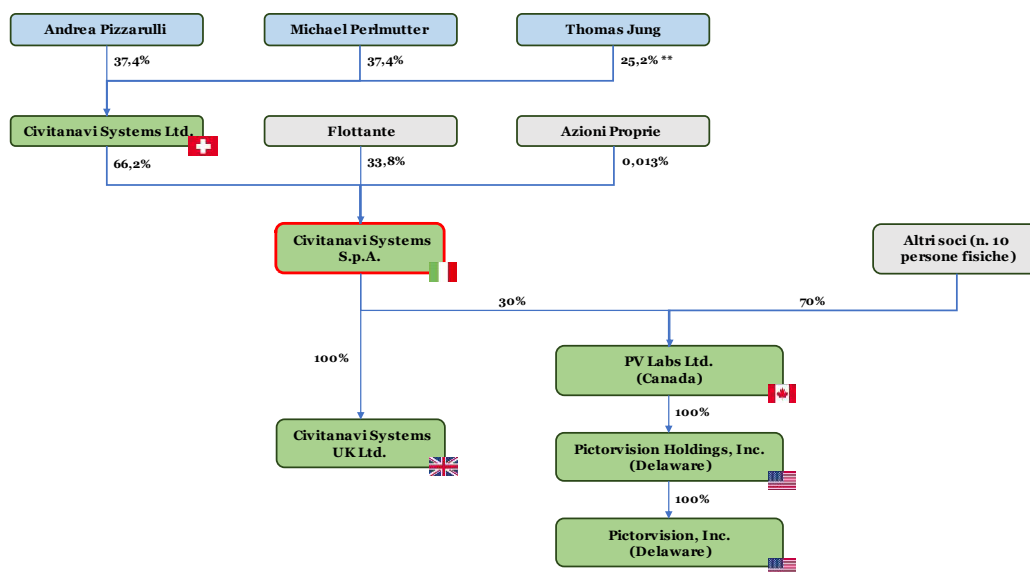 Andrea Pizzarulli
Michael Perlmutter
Thomas Jung
37,4%
37,4%
25,2% **
Civitanavi Systems Ltd.
Flottante
Azioni Proprie
66,2%
33,8%
0,013%
Civitanavi Systems
S.p.A.
Altri soci (n. 10
persone fisiche)
30%
70%
100%
PV Labs Ltd.
(Canada)
100%
Civitanavi Systems
UK Ltd.
Pictorvision Holdings, Inc.
(Delaware)
100%
Pictorvision, Inc.
(Delaware)